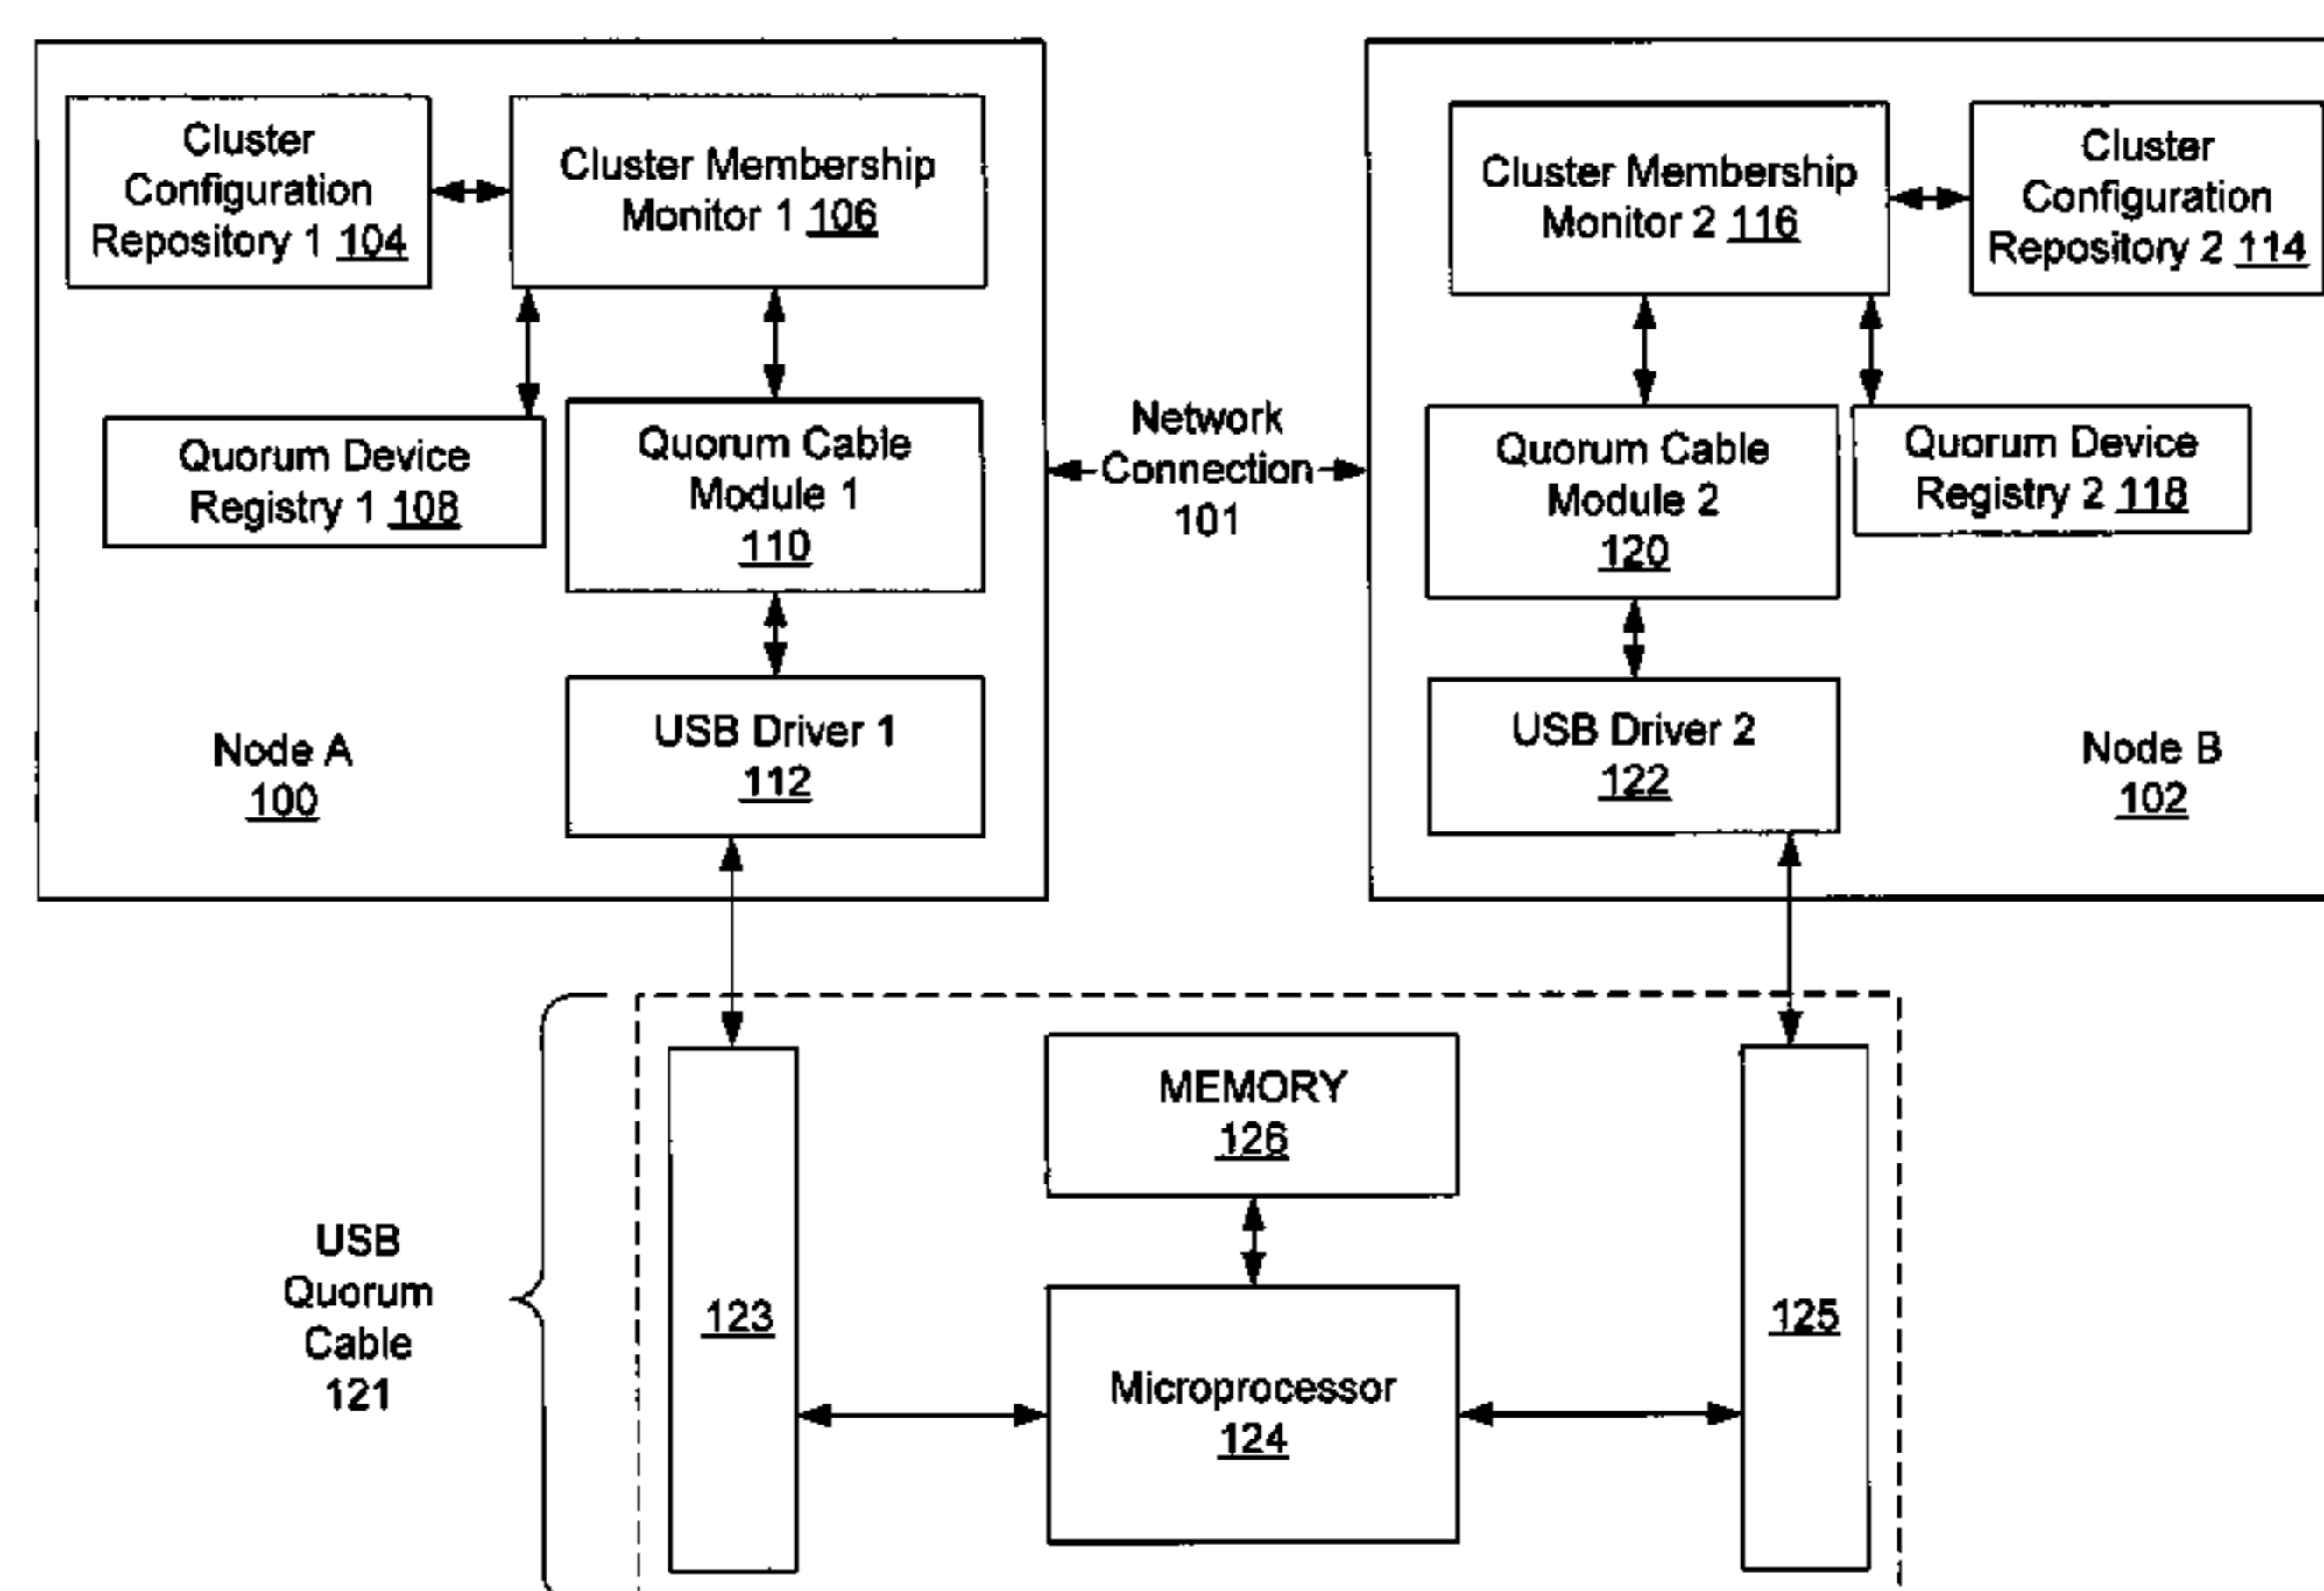 Cluster
Configuration
Repository 1 104
Cluster Membership
Monitor 1 106
Quorum Device
Registry 1 108
Quorum Cable
Module 1
110
USB Driver 1
112
Node A
100
Network
Connection
101
Cluster Membership
Monitor 2 116
Cluster
Configuration
Repository 2 114
Quorum Cable
Module 2
120
Quorum Device
Registry 2 118
USB Driver 2
122
Node B
102
USB
Quorum
Cable
121
123
MEMORY
126
Microprocessor
124
125